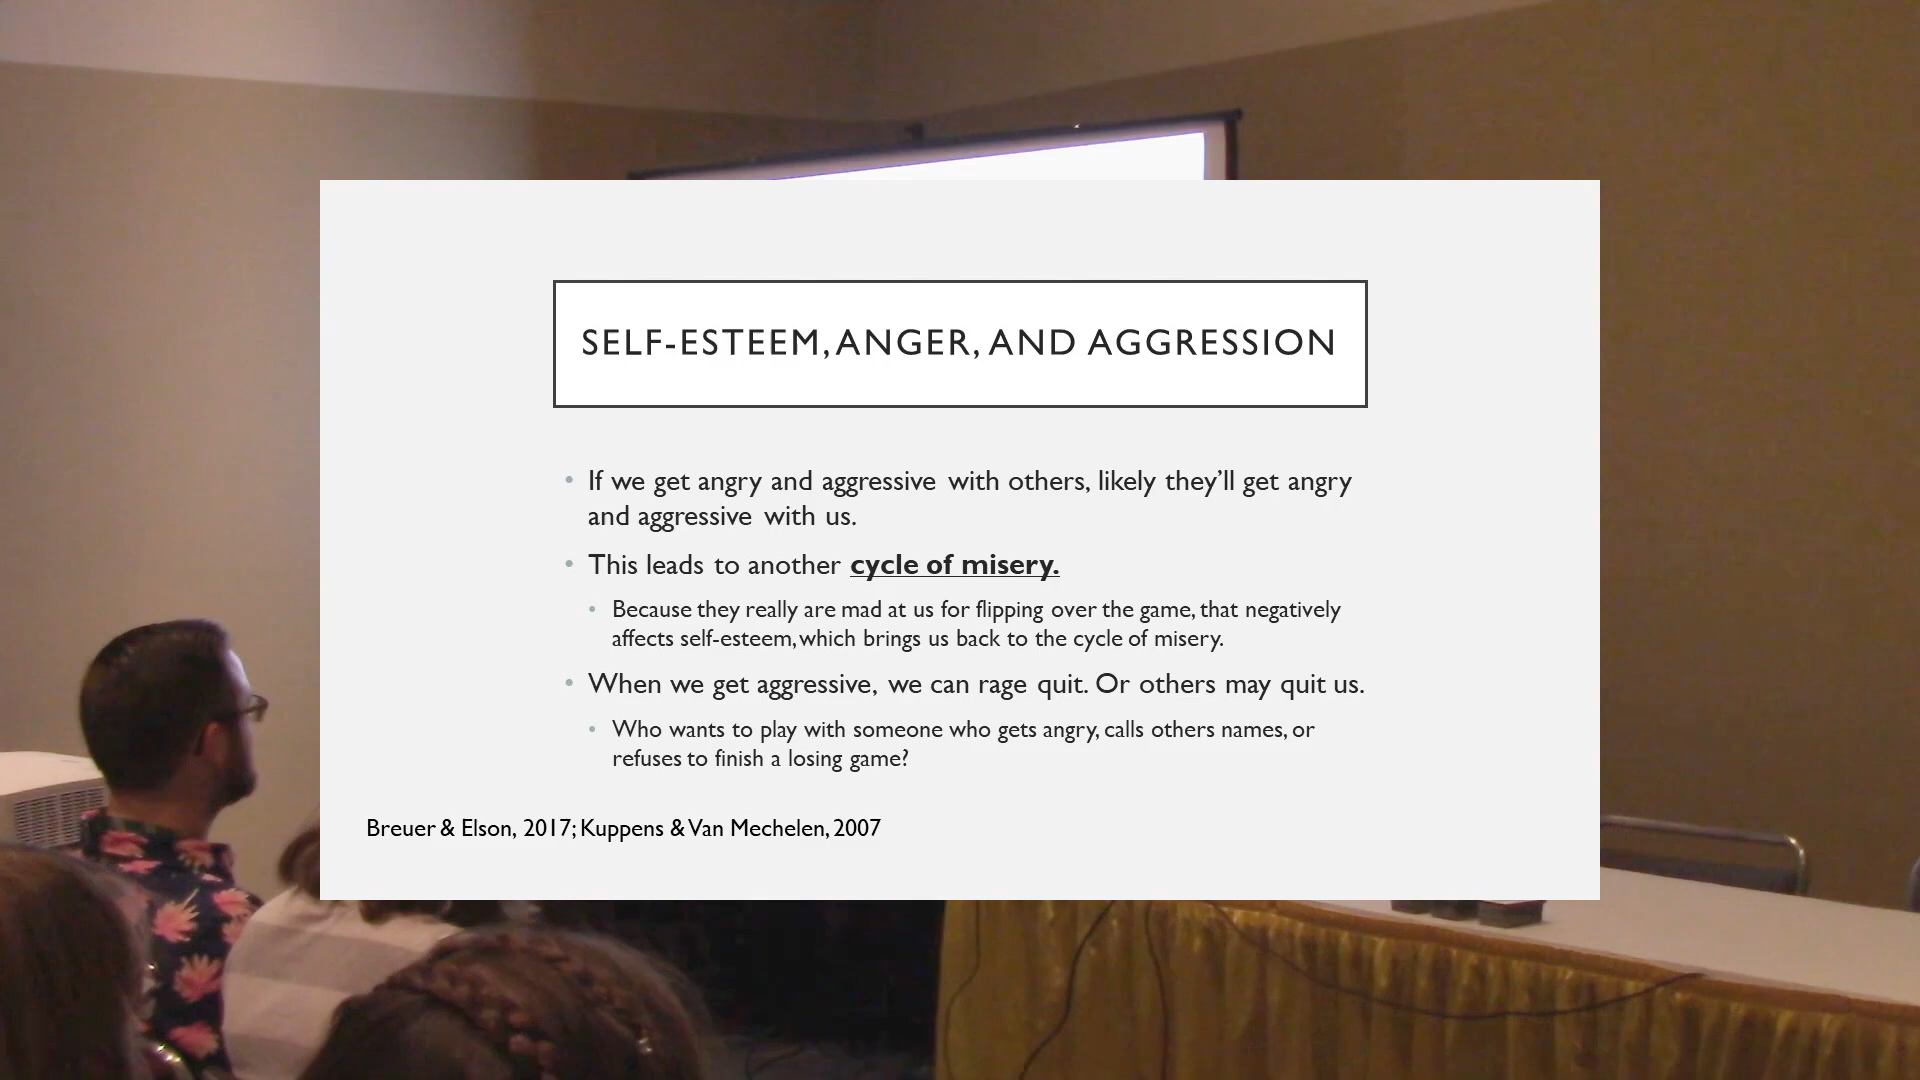 SELF-ESTEEM, ANGER, AND AGGRESSION
• If we get angry and aggressive with others, likely they’ll get angry
and aggressive with us.
• This leads to another cycle of misery.
• Because they really are mad at us for flipping over the game, that negatively
affects self-esteem, which brings us back to the cycle of misery.
• When we get aggressive, we can rage quit. Or others may quit us.
• Who wants to play with someone who gets angry, calls others names, or
refuses to finish a losing game?
Breuer & Elson, 2017; Kuppens & Van Mechelen, 2007